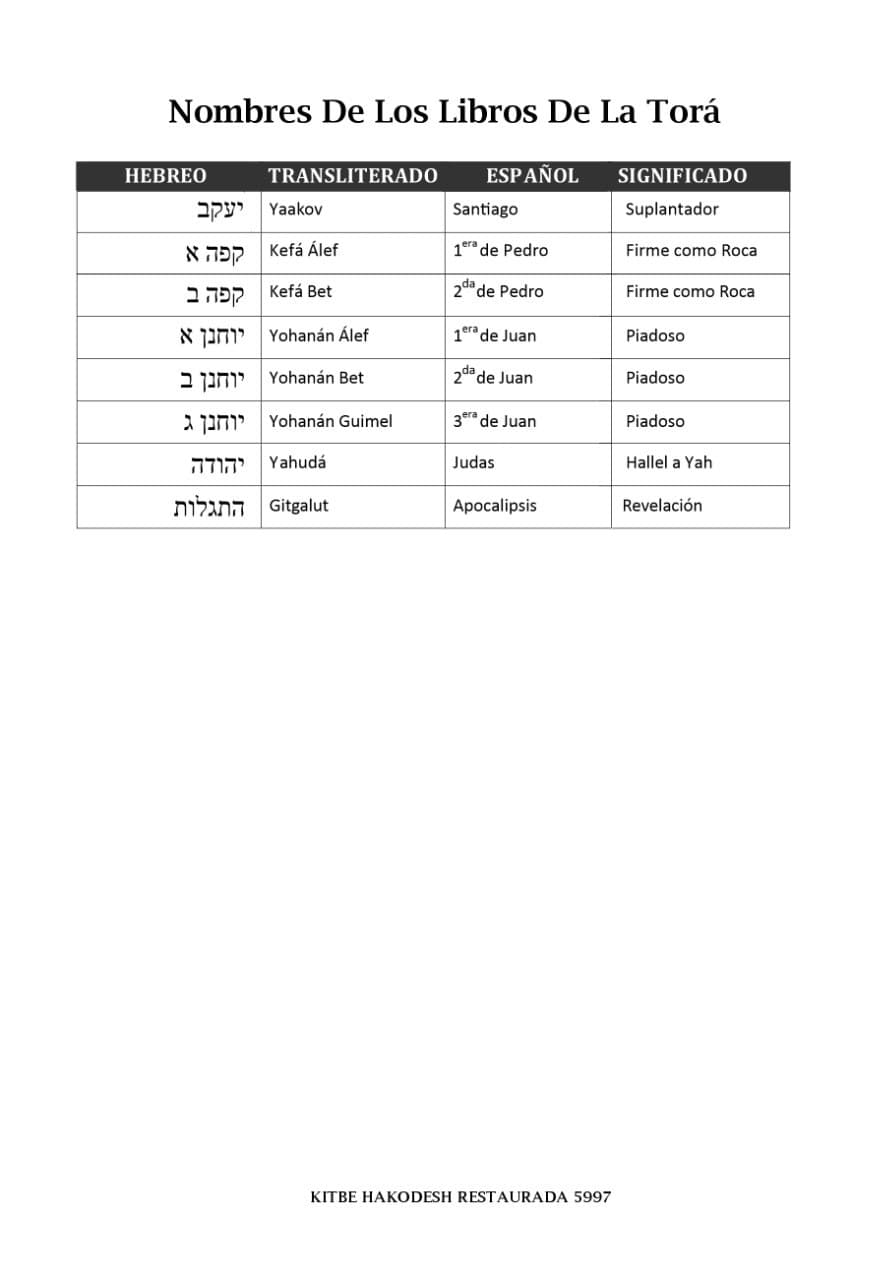 Nombres De Los Libros De La Torá
HEBREO TRANSLITERADO ESPAÑOL SIGNIFICADO
יעקב Yaakov Santiago Suplantador
קפה א Kefá Álef 1era de Pedro Firme como Roca
קפה ב Kefá Bet 2da de Pedro Firme como Roca
יוחנן א Yohanán Álef 1era de Juan Piadoso
יוחנן ב Yohanán Bet 2da de Juan Piadoso
יוחנן ג Yohanán Guimel 3era de Juan Piadoso
יהודה Yahudá Judas Hallel a Yah
התגלות Gitgalut Apocalipsis Revelación
KITBE HAKODESH RESTAURADA 5997